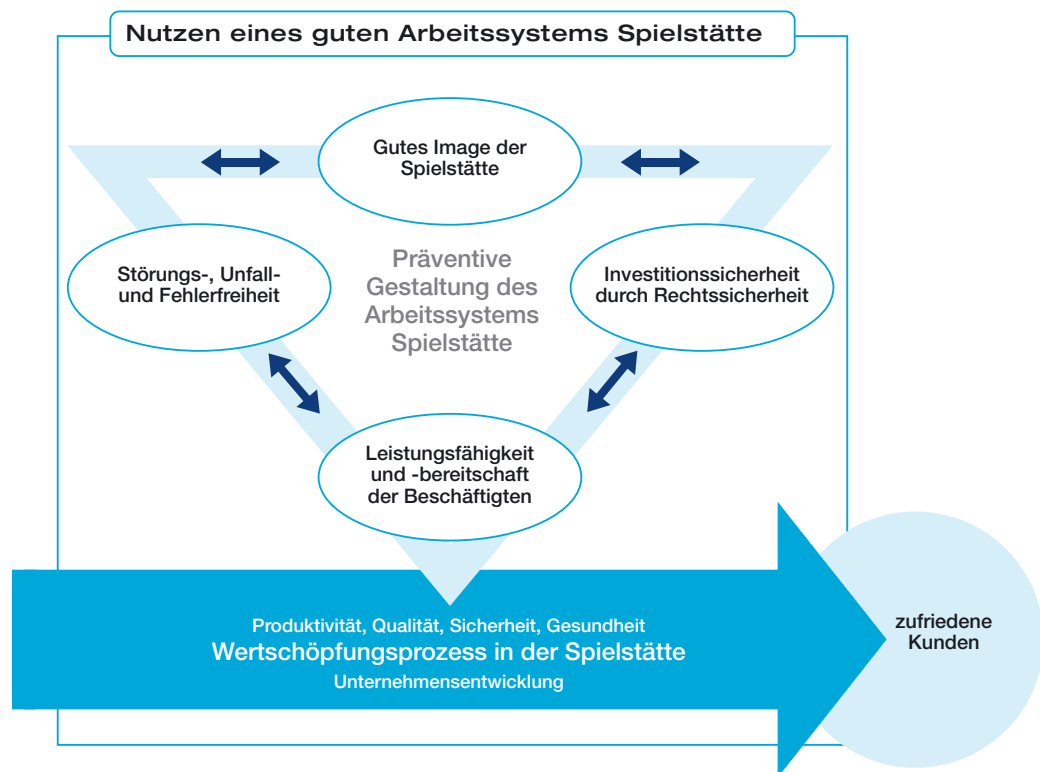 Nutzen eines guten Arbeitssystems Spielstätte
Gutes Image der
Spielstätte
Störungs-, Unfall-
und Fehlerfreiheit
Präventive
Gestaltung des
Arbeitssystems
Spielstätte
Investitionssicherheit
durch Rechtssicherheit
Leistungsfähigkeit
und -bereitschaft
der Beschäftigten
Produktivität, Qualität, Sicherheit, Gesundheit
Wertschöpfungsprozess in der Spielstätte
Unternehmensentwicklung
zufriedene
Kunden